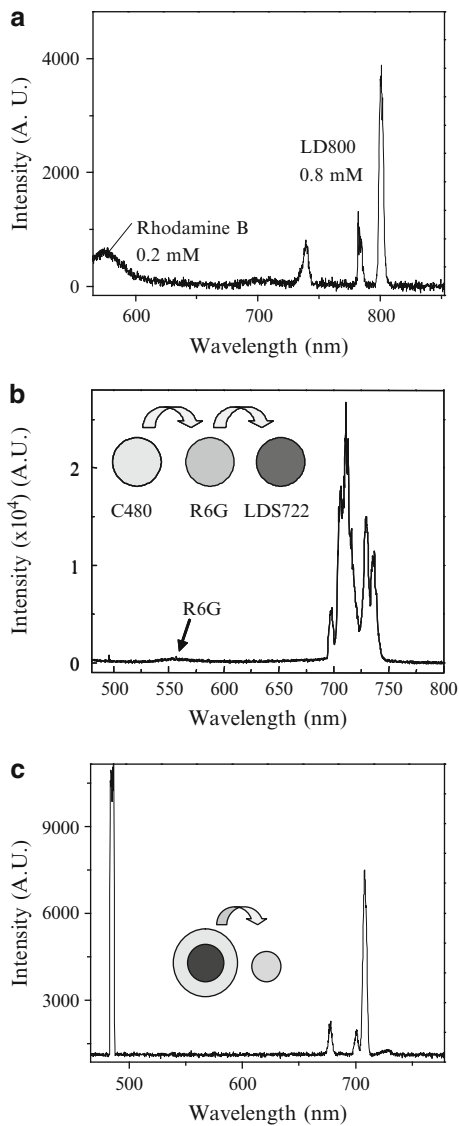 a
Intensity (A. U.)
4000
2000
0
LD800
0.8 mM
Rhodamine B
0.2 mM
600
700
800
Wavelength (nm)
b
Intensity (x10⁴) (A.U.)
2
1
0
C480
R6G
LDS722
R6G
500
550
600
650
700
750
800
Wavelength (nm)
c
Intensity (A.U.)
9000
6000
3000
500
600
700
Wavelength (nm)